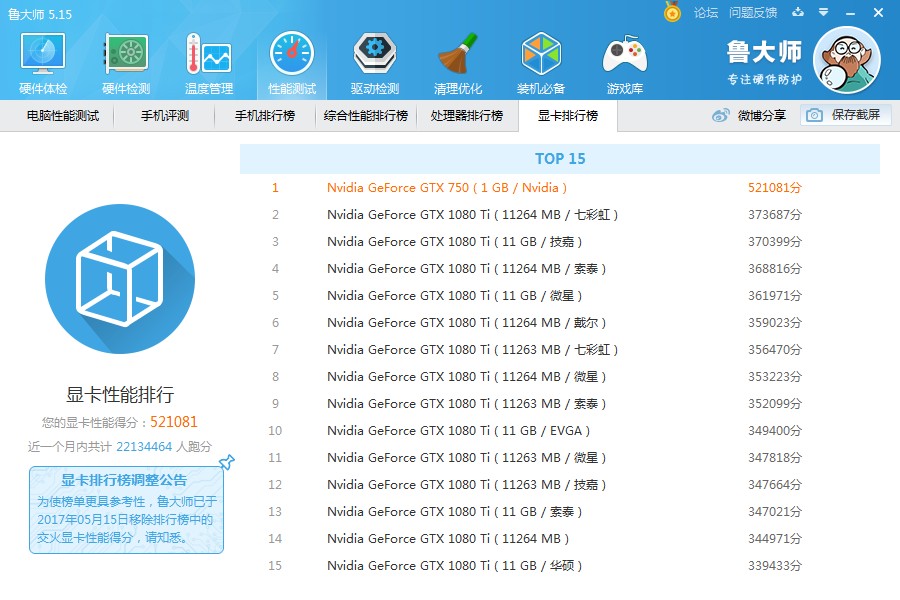 鲁大师 5.15
论坛 问题反馈
硬件体检 硬件检测 温度管理 性能测试 驱动检测 清理优化 装机必备 游戏库
鲁大师
专注硬件防护
电脑性能测试 手机评测 手机排行榜 综合性能排行榜 处理器排行榜 显卡排行榜 微博分享 保存截屏
TOP 15
1 Nvidia GeForce GTX 750 ( 1 GB / Nvidia ) 521081分
2 Nvidia GeForce GTX 1080 Ti ( 11264 MB / 七彩虹 ) 373687分
3 Nvidia GeForce GTX 1080 Ti ( 11 GB / 技嘉 ) 370399分
4 Nvidia GeForce GTX 1080 Ti ( 11264 MB / 索泰 ) 368816分
5 Nvidia GeForce GTX 1080 Ti ( 11 GB / 微星 ) 361971分
6 Nvidia GeForce GTX 1080 Ti ( 11264 MB / 戴尔 ) 359023分
7 Nvidia GeForce GTX 1080 Ti ( 11263 MB / 七彩虹 ) 356470分
8 Nvidia GeForce GTX 1080 Ti ( 11264 MB / 微星 ) 353223分
9 Nvidia GeForce GTX 1080 Ti ( 11263 MB / 索泰 ) 352099分
10 Nvidia GeForce GTX 1080 Ti ( 11 GB / EVGA ) 349400分
11 Nvidia GeForce GTX 1080 Ti ( 11263 MB / 微星 ) 347818分
12 Nvidia GeForce GTX 1080 Ti ( 11263 MB / 技嘉 ) 347664分
13 Nvidia GeForce GTX 1080 Ti ( 11 GB / 索泰 ) 347021分
14 Nvidia GeForce GTX 1080 Ti ( 11264 MB ) 344971分
15 Nvidia GeForce GTX 1080 Ti ( 11 GB / 华硕 ) 339433分
显卡性能排行
您的显卡性能得分：521081
近一个月内共计 22134464 人跑分
显卡排行榜调整公告
为使榜单更具参考性，鲁大师已于
2017年05月15日移除排行榜中的
交火显卡性能得分，请知悉。